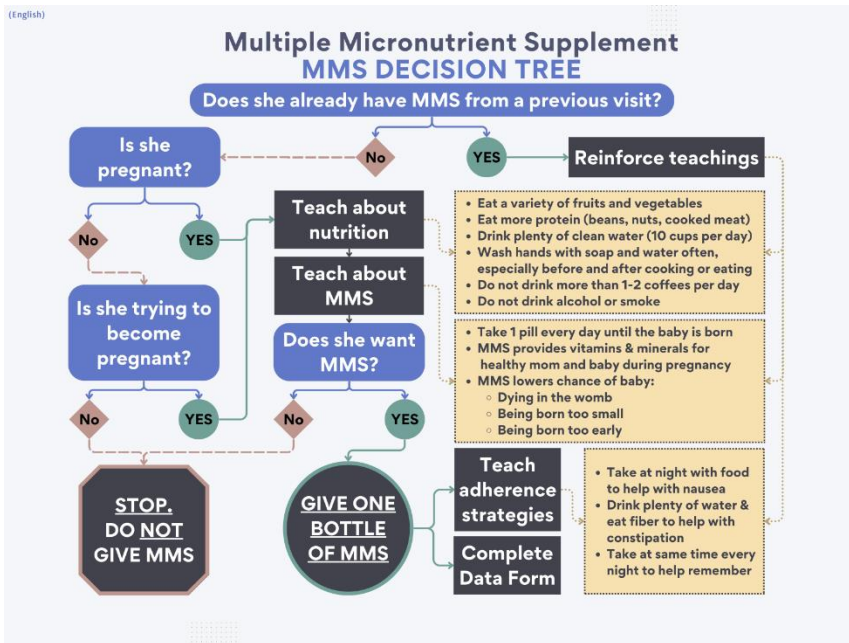 (English)
Multiple Micronutrient Supplement
MMS DECISION TREE
Does she already have MMS from a previous visit?
Is she
pregnant?
No
YES
Reinforce teachings
No
YES
Teach about
nutrition
• Eat a variety of fruits and vegetables
• Eat more protein (beans, nuts, cooked meat)
• Drink plenty of clean water (10 cups per day)
• Wash hands with soap and water often,
especially before and after cooking or eating
• Do not drink more than 1-2 coffees per day
• Do not drink alcohol or smoke
Teach about
MMS
Is she trying to
become
pregnant?
Does she want
MMS?
• Take 1 pill every day until the baby is born
• MMS provides vitamins & minerals for
healthy mom and baby during pregnancy
• MMS lowers chance of baby:
○ Dying in the womb
○ Being born too small
○ Being born too early
No
YES
No
YES
STOP.
DO NOT
GIVE MMS
GIVE ONE
BOTTLE
OF MMS
Teach
adherence
strategies
Complete
Data Form
• Take at night with food
to help with nausea
• Drink plenty of water &
eat fiber to help with
constipation
• Take at same time every
night to help remember